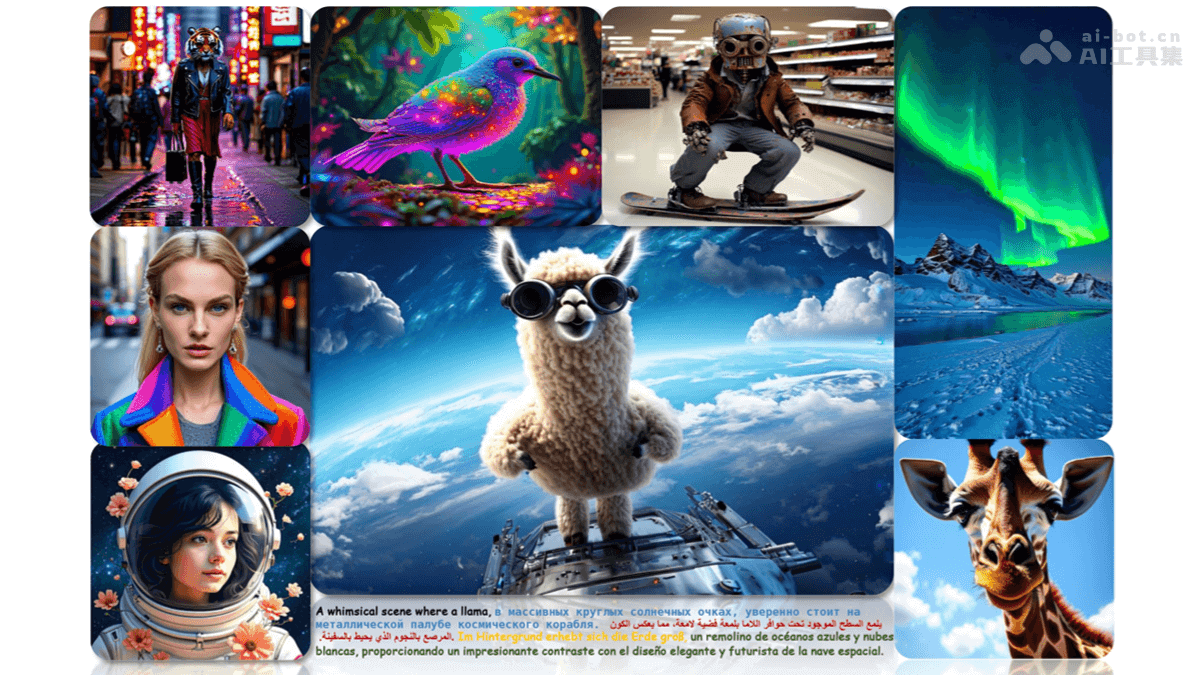 ai-bot.cn
AI工具集
A whimsical scene where a llama, в массивных круглых солнечных очках, уверенно стоит на
металлической палубе космического корабля. يلمع السطح الموجود تحت حوافر اللاما بلمعة فضية لامعة، مما يعكس الكون
المرصع بالنجوم الذي يحيط بالسفينة. Im Hintergrund erhebt sich die Erde groß, un remolino de océanos azules y nubes
blancas, proporcionando un impresionante contraste con el diseño elegante y futurista de la nave espacial.